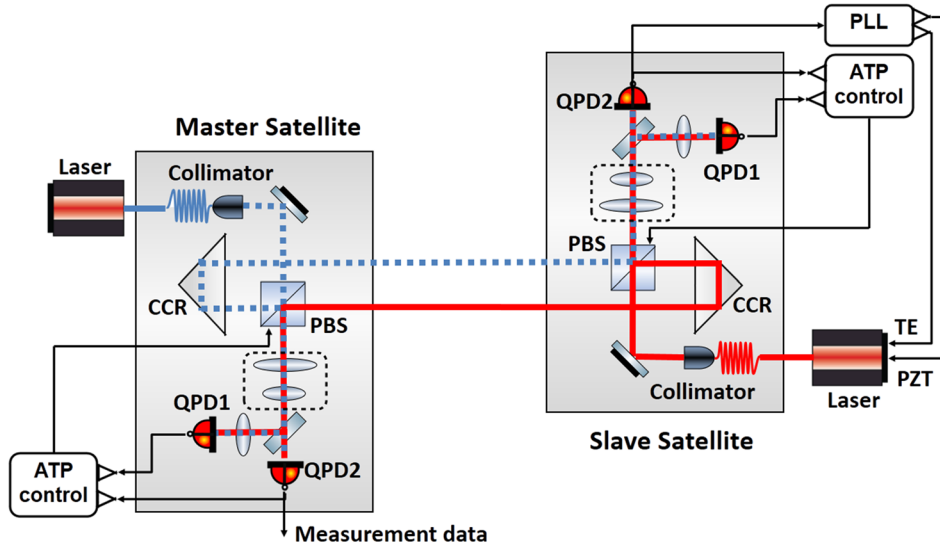 Master Satellite
Laser
Collimator
CCR
PBS
QPD1
QPD2
ATP
control
Measurement data
PLL
ATP
control
QPD2
QPD1
PBS
CCR
TE
PZT
Collimator
Laser
Slave Satellite